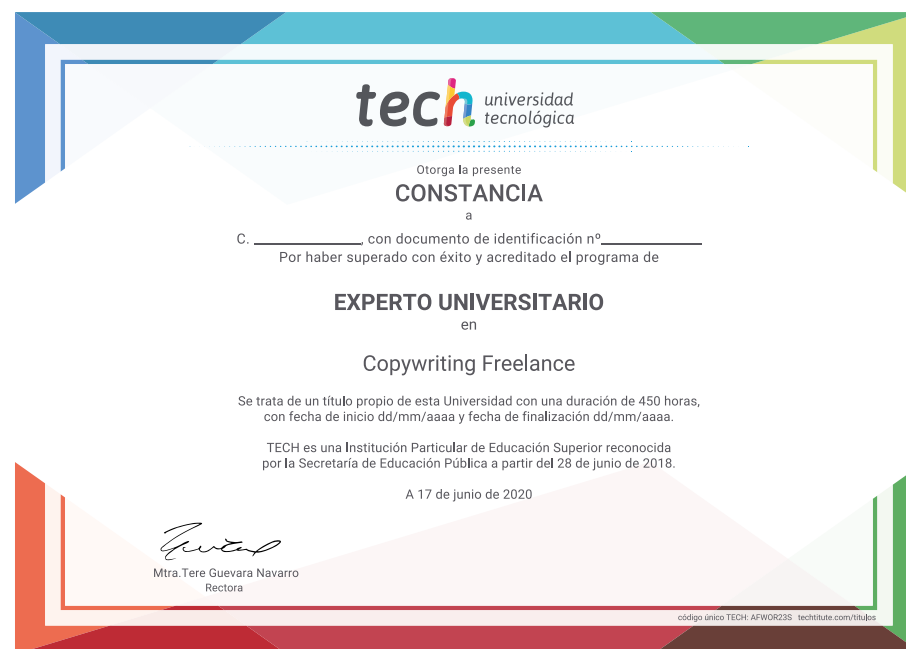 tech universidad
tecnológica
Otorga la presente
CONSTANCIA
a
C. ______________, con documento de identificación nº_____________
Por haber superado con éxito y acreditado el programa de
EXPERTO UNIVERSITARIO
en
Copywriting Freelance
Se trata de un título propio de esta Universidad con una duración de 450 horas,
con fecha de inicio dd/mm/aaaa y fecha de finalización dd/mm/aaaa.
TECH es una Institución Particular de Educación Superior reconocida
por la Secretaría de Educación Pública a partir del 28 de junio de 2018.
A 17 de junio de 2020
Mtra.Tere Guevara Navarro
Rectora
código único TECH: AFWOR23S techtitute.com/titulos